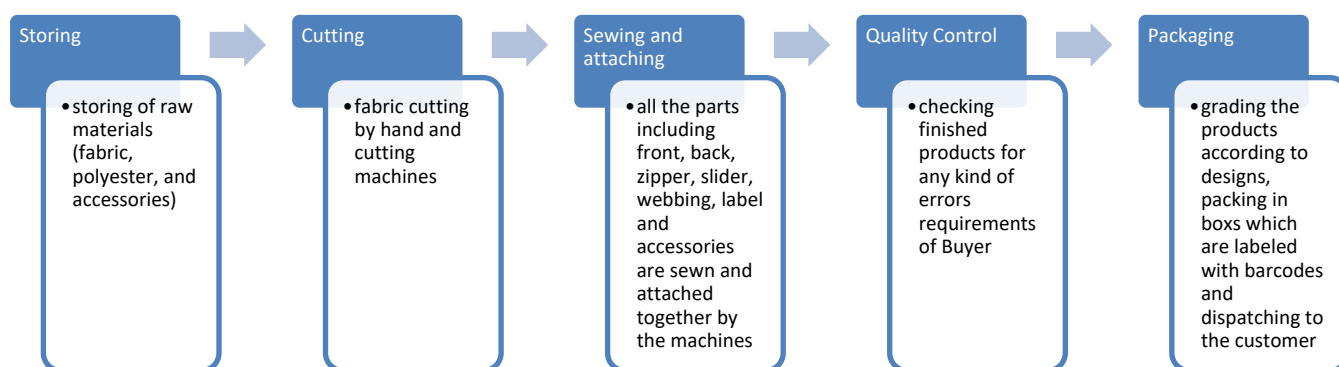 Storing
•storing of raw
materials
(fabric,
polyester, and
accessories)
Cutting
•fabric cutting
by hand and
cutting
machines
Sewing and
attaching
•all the parts
including
front, back,
zipper, slider,
webbing, label
and
accessories
are sewn and
attached
together by
the machines
Quality Control
•checking
finished
products for
any kind of
errors
requirements
of Buyer
Packaging
•grading the
products
according to
designs,
packing in
boxs which
are labeled
with barcodes
and
dispatching to
the customer